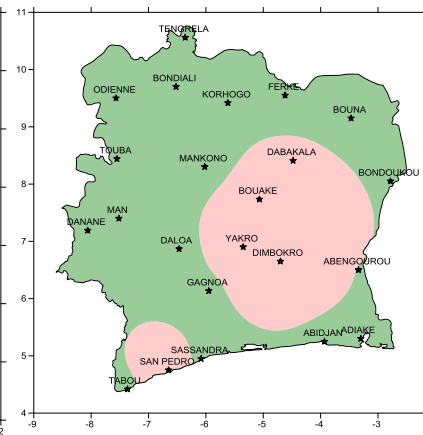 11
TENGRELA
10
BONDIALI
FERKE
ODIENNE
KORHOGO
BOUNA
9
TOUBA
DABAKALA
MANKONO
BONDOUKOU
8
BOUAKE
MAN
DANANE
7
DALOA
YAKRO
DIMBOKRO
ABENGOUROU
GAGNOA
6
ABIDJAN
ADIAKE
5
SASSANDRA
SAN PEDRO
TABOU
4
-9 -8 -7 -6 -5 -4 -3
2